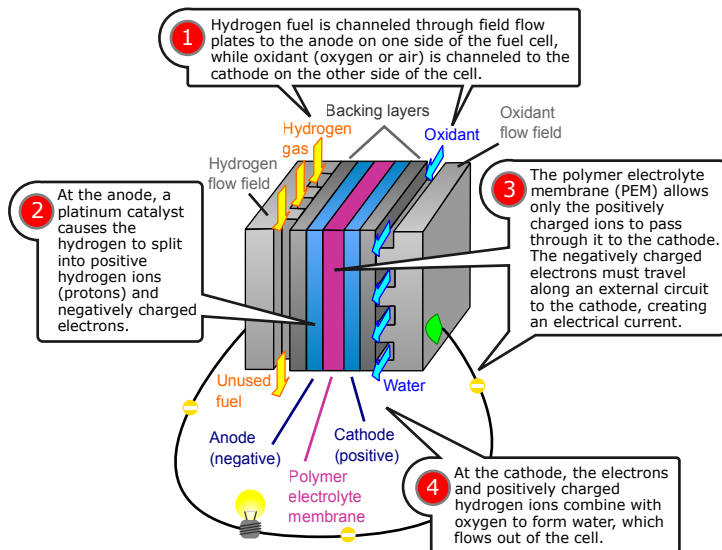 1
Hydrogen fuel is channeled through field flow
plates to the anode on one side of the fuel cell,
while oxidant (oxygen or air) is channeled to the
cathode on the other side of the cell.
Backing layers
Oxidant
flow field
Hydrogen
gas
Oxidant
Hydrogen
flow field
2
At the anode, a
platinum catalyst
causes the
hydrogen to split
into positive
hydrogen ions
(protons) and
negatively charged
electrons.
3
The polymer electrolyte
membrane (PEM) allows
only the positively
charged ions to pass
through it to the cathode.
The negatively charged
electrons must travel
along an external circuit
to the cathode, creating
an electrical current.
Unused
fuel
Water
Anode
(negative)
Cathode
(positive)
Polymer
electrolyte
membrane
4
At the cathode, the electrons
and positively charged
hydrogen ions combine with
oxygen to form water, which
flows out of the cell.